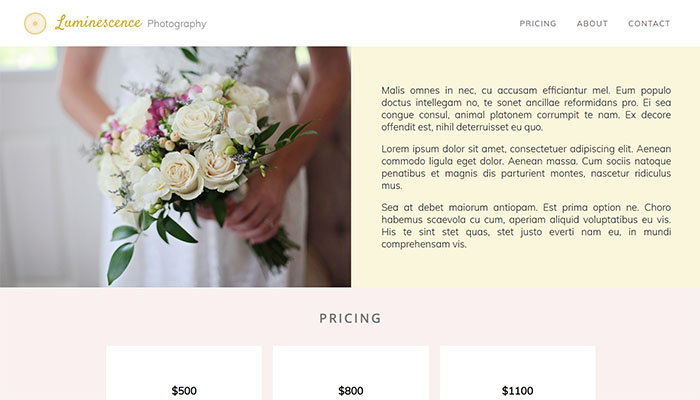 Luminescence Photography
PRICING ABOUT CONTACT
Malis omnes in nec, cu accusam efficiantur mel. Eum populo
doctus intellegam no, te sonet ancillae reformidans pro. Ei sea
congue consul, animal platonem corrumpit te nam. Ex decore
offendit est, nihil deterruisset eu quo.
Lorem ipsum dolor sit amet, consectetuer adipiscing elit. Aenean
commodo ligula eget dolor. Aenean massa. Cum sociis natoque
penatibus et magnis dis parturient montes, nascetur ridiculus
mus.
Sea at debet maiorum antiopam. Est prima option ne. Choro
habemus scaevola cu cum, aperiam aliquid voluptatibus eu vis.
His te sint stet quas, stet justo everti nam eu, in mundi
comprehensam vis.
PRICING
$500
$800
$1100